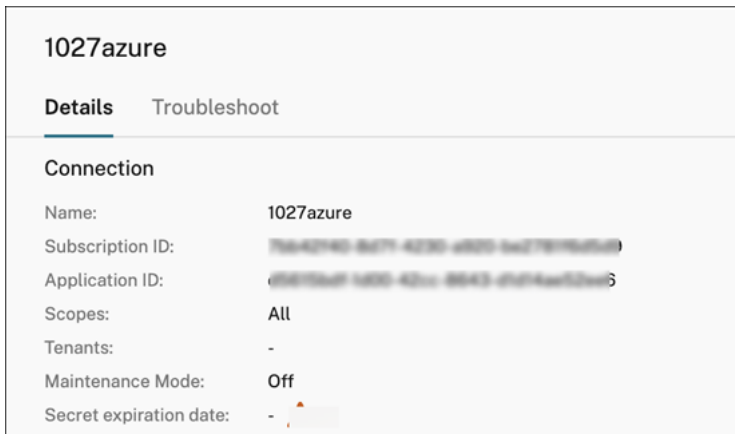 1027azure
Details Troubleshoot
Connection
Name: 1027azure
Subscription ID:
Application ID:
Scopes: All
Tenants: -
Maintenance Mode: Off
Secret expiration date: -